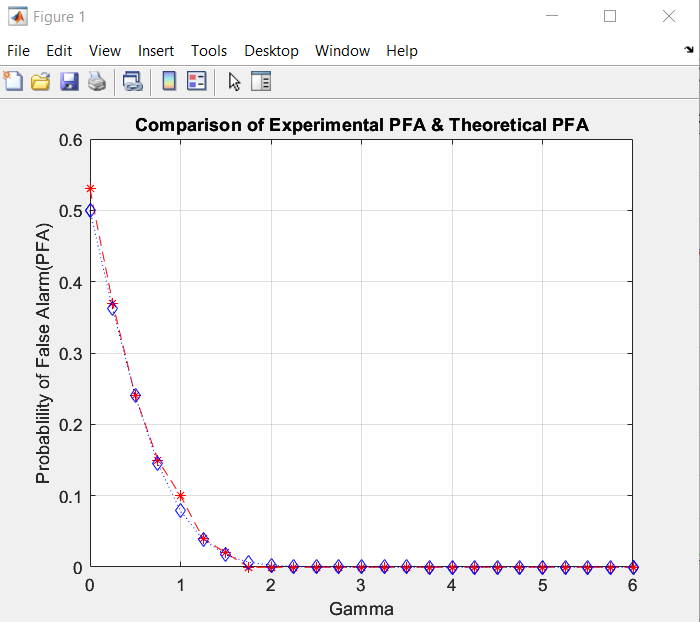 Figure 1
File Edit View Insert Tools Desktop Window Help
Comparison of Experimental PFA & Theoretical PFA
0.6
0.5
0.4
0.3
0.2
0.1
0
Probablility of False Alarm(PFA)
0 1 2 3 4 5 6
Gamma